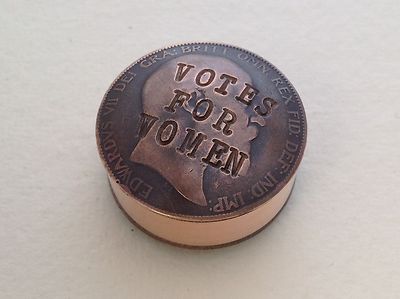 EDWARDVS VII DEI GRA: BRITT: OMN: REX FID: DEF: IND: IMP:
VOTES
FOR
WOMEN